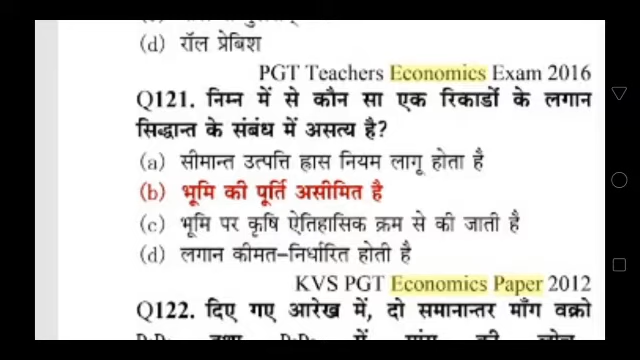 (d) रॉल प्रेबिश
PGT Teachers Economics Exam 2016
Q121. निम्न में से कौन सा एक रिकार्डो के लगान
सिद्धान्त के संबंध में असत्य है?
(a) सीमान्त उत्पत्ति ह्रास नियम लागू होता है
(b) भूमि की पूर्ति असीमित है
(c) भूमि पर कृषि ऐतिहासिक क्रम से की जाती है
(d) लगान कीमत-निर्धारित होती है
KVS PGT Economics Paper 2012
Q122. दिए गए आरेख में, दो समानान्तर माँग वक्रो